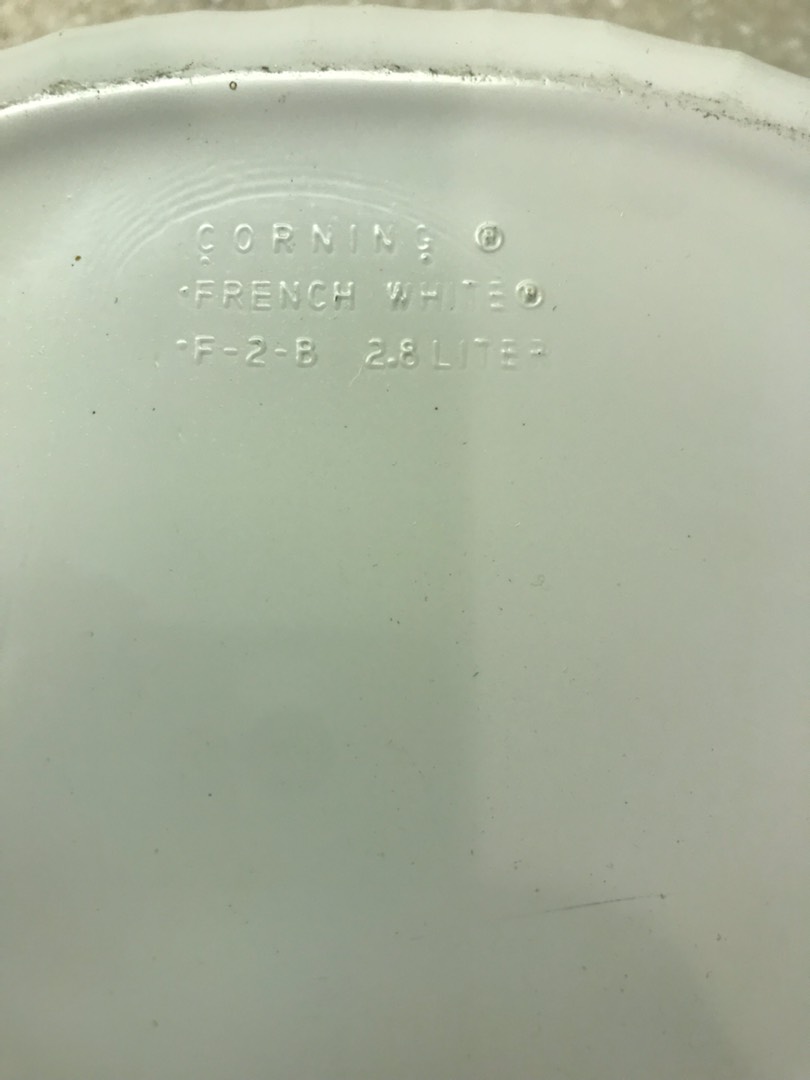 CORNING ®
FRENCH WHITE®
F-2-B 2.8 LITER